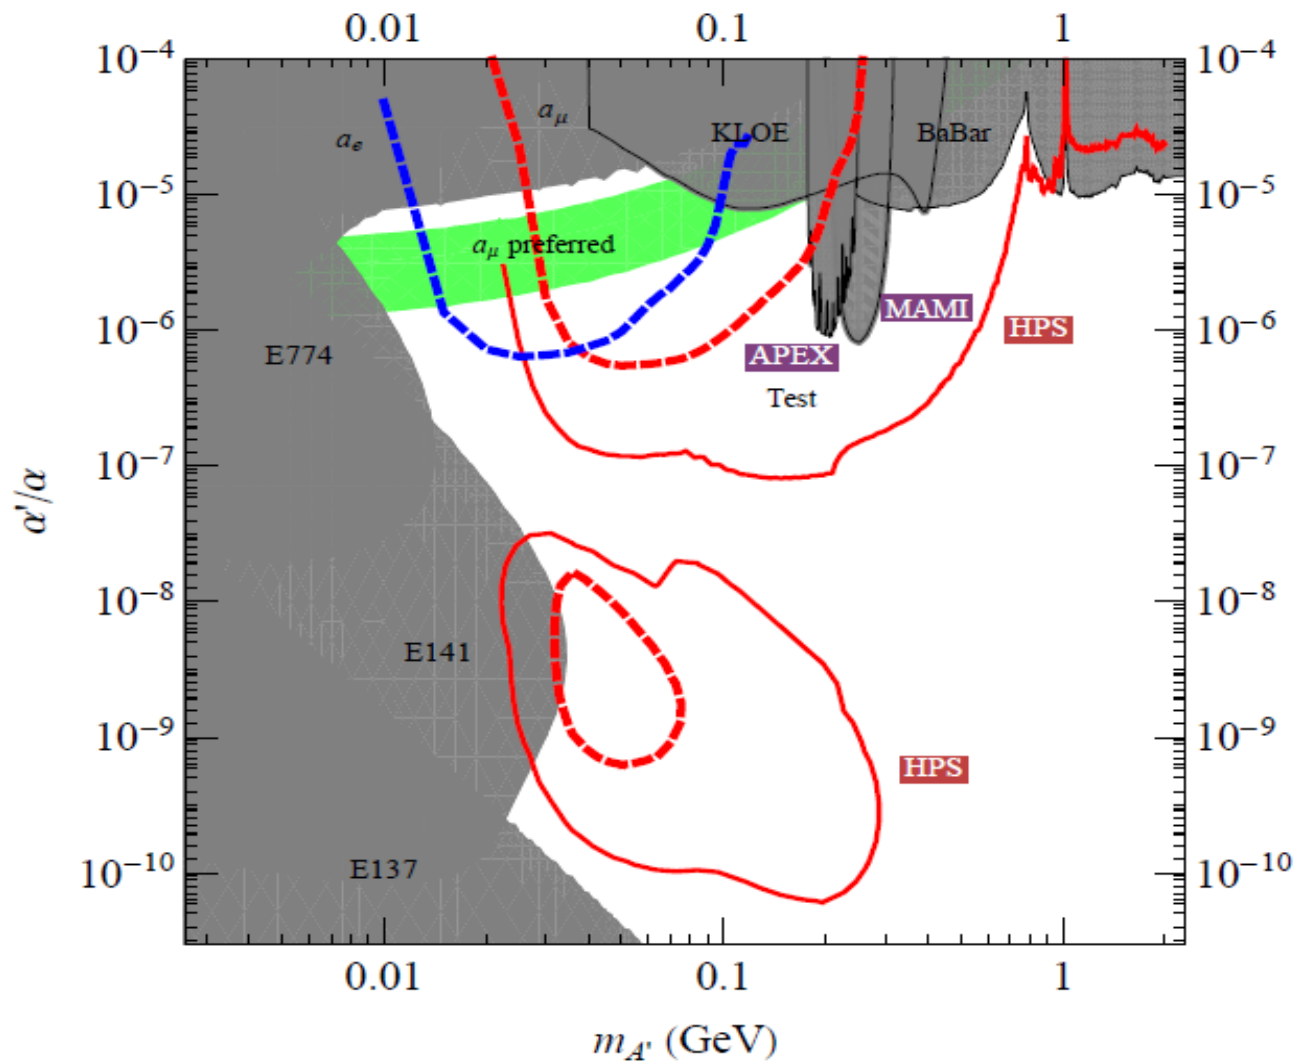 0.01 0.1 1
10⁻⁴ 10⁻⁴
a_μ
a_e KLOE BaBar
10⁻⁵ 10⁻⁵
a_μ preferred
MAMI
10⁻⁶ HPS 10⁻⁶
E774 APEX
Test
10⁻⁷ 10⁻⁷
α'/α
10⁻⁸ 10⁻⁸
E141
10⁻⁹ 10⁻⁹
HPS
E137
10⁻¹⁰ 10⁻¹⁰
0.01 0.1 1
m_A' (GeV)